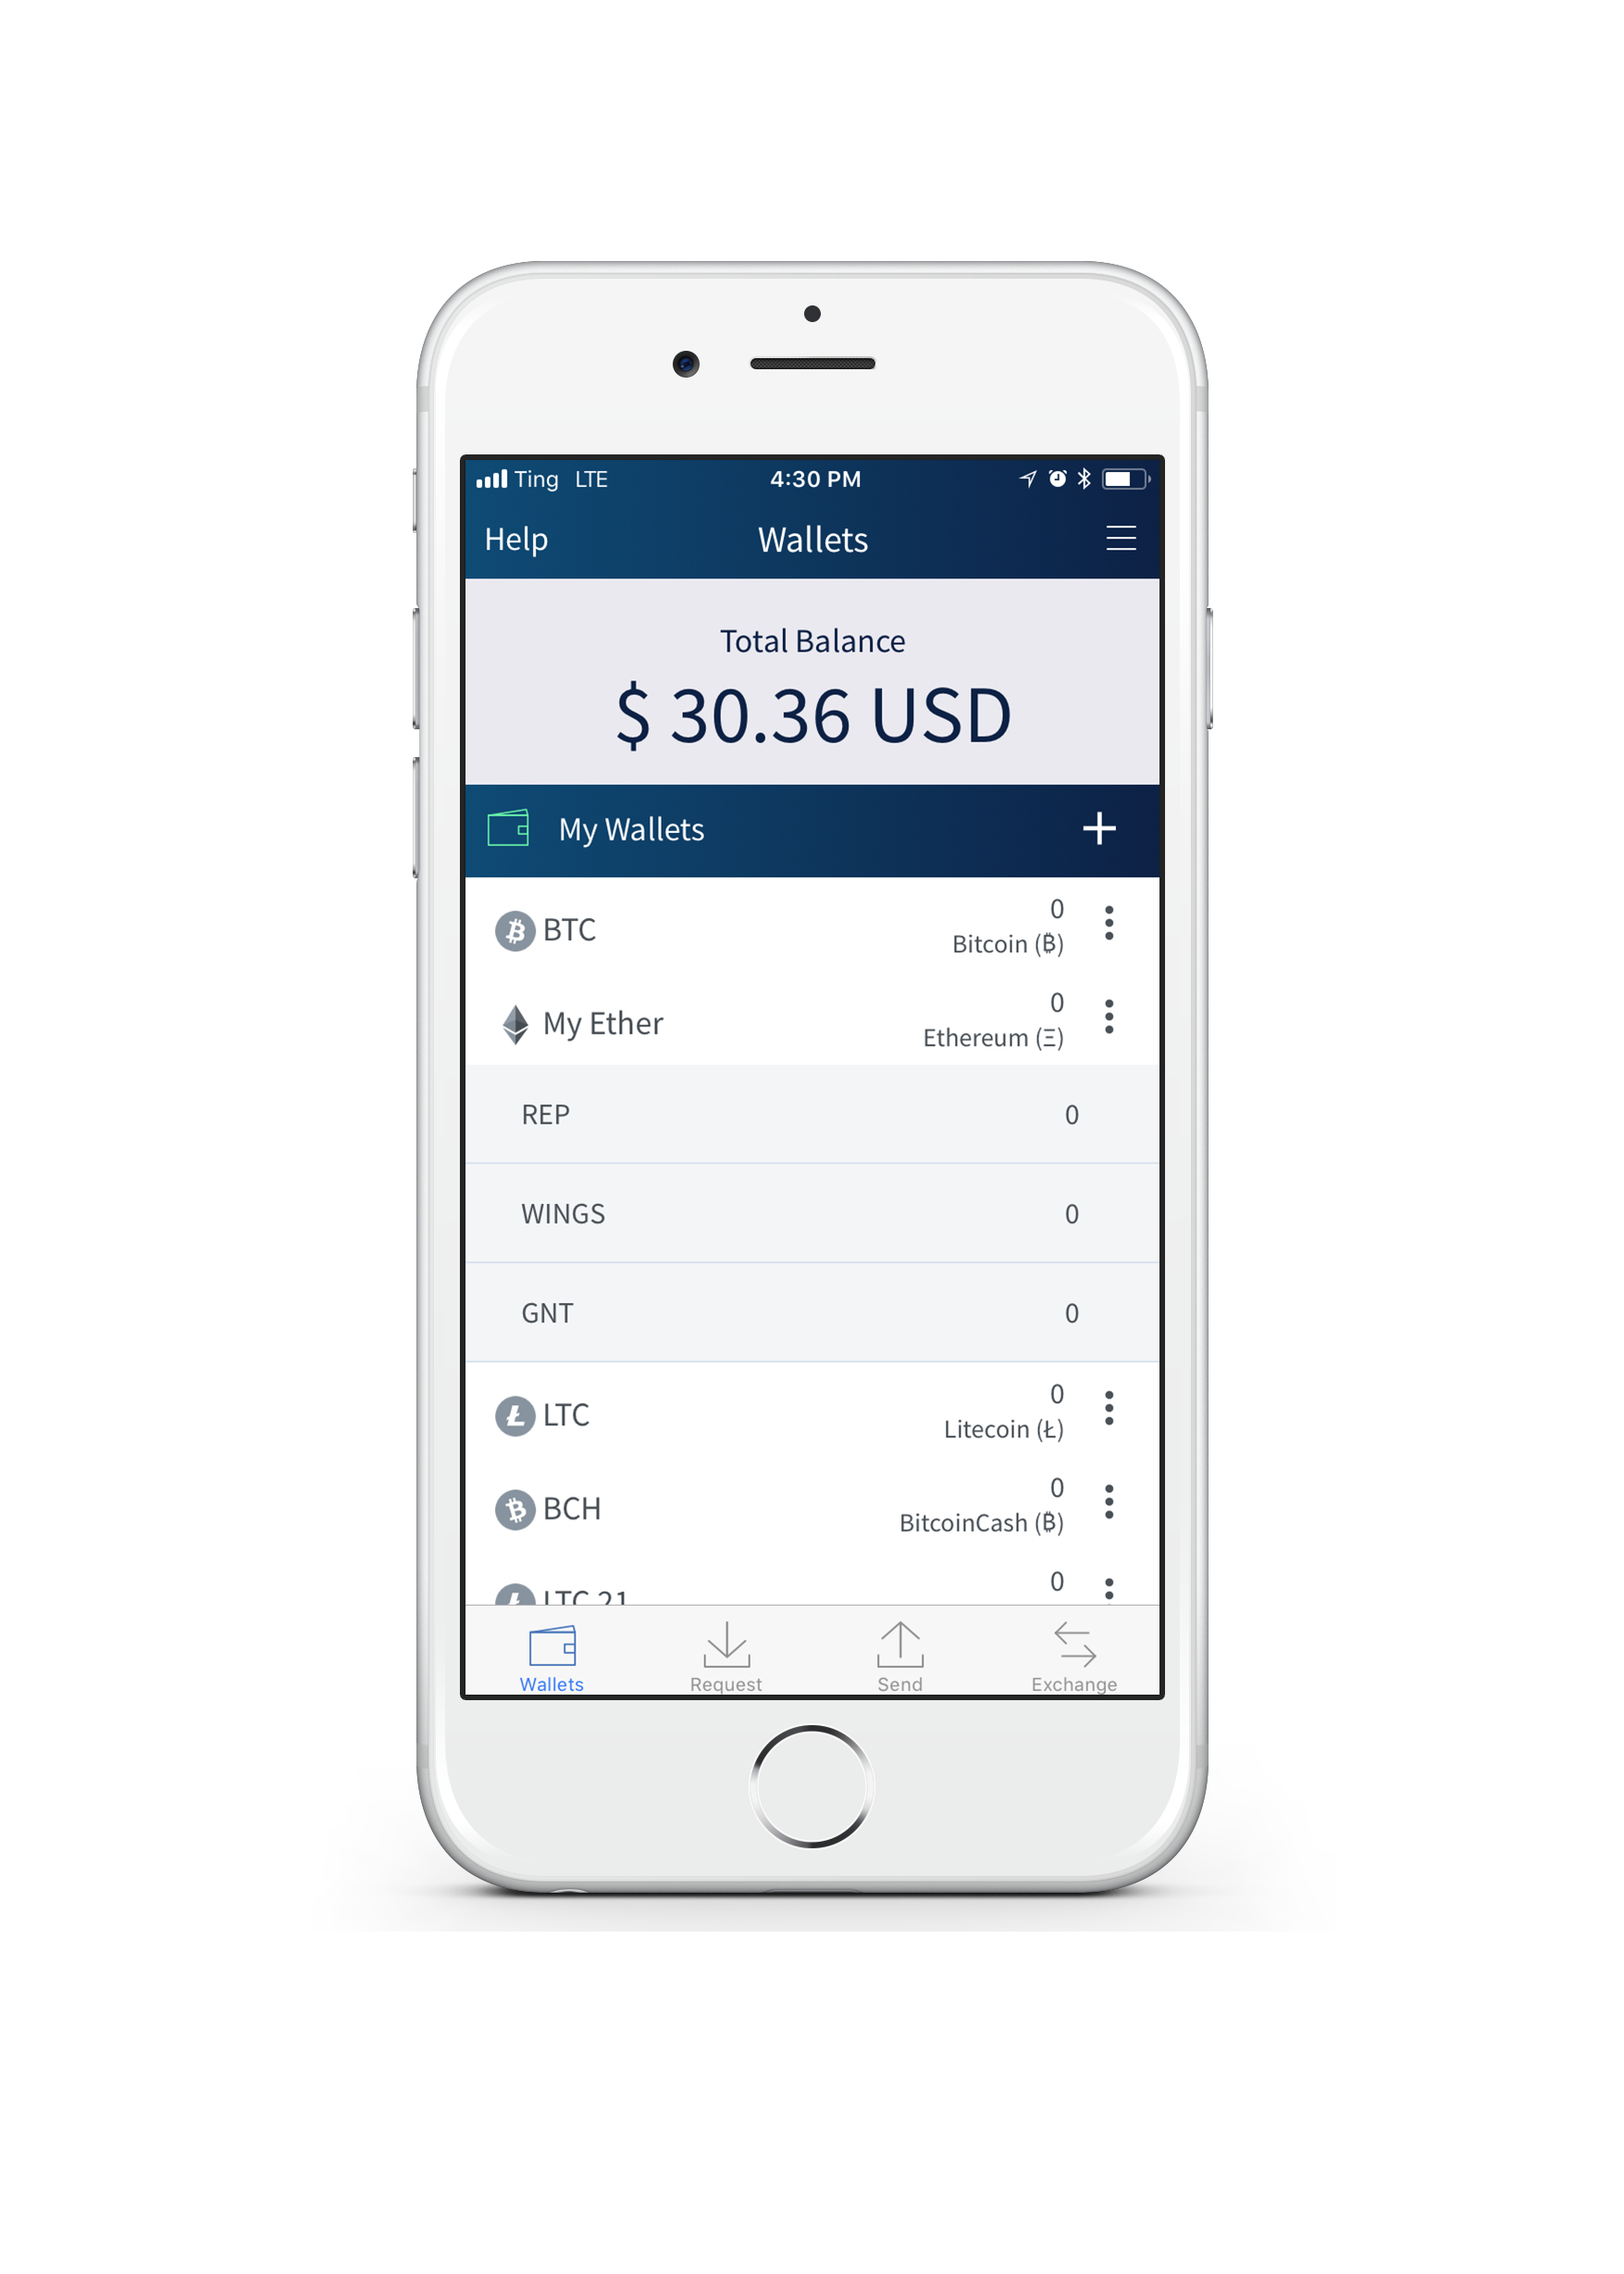 Ting LTE 4:30 PM
Help Wallets
Total Balance
$ 30.36 USD
My Wallets +
BTC 0
Bitcoin (₿)
My Ether 0
Ethereum (Ξ)
REP 0
WINGS 0
GNT 0
LTC 0
Litecoin (Ł)
BCH 0
BitcoinCash (₿)
LTC 21 0
Wallets Request Send Exchange